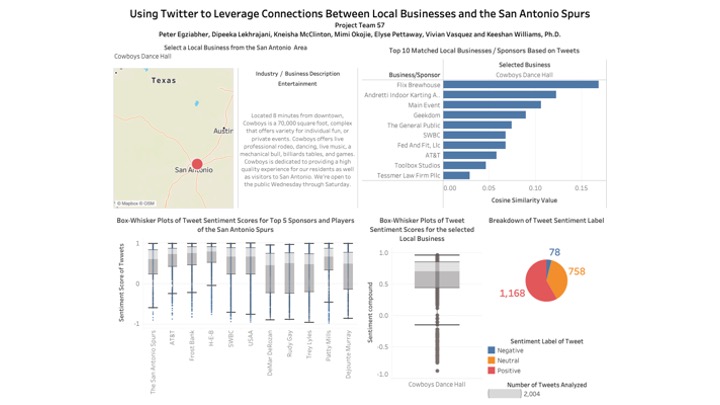 Using Twitter to Leverage Connections Between Local Businesses and the San Antonio Spurs
Project Team 57
Peter Egziabher, Dipeeka Lekhrajani, Kneisha McClinton, Mimi Okojie, Elyse Pettaway, Vivian Vasquez and Keeshan Williams, Ph.D.
Select a Local Business from the San Antonio Area
Cowboys Dance Hall
Texas
Austin
San Antonio
© Mapbox © OSM
Industry / Business Description
Entertainment
Located 8 minutes from downtown,
Cowboys is a 70,000 square foot, complex
that offers variety for individual fun, or
private events. Cowboys offers live
professional rodeo, dancing, live music, a
mechanical bull, billiards tables, and games.
Cowboys is dedicated to providing a high
quality experience for our residents as well
as visitors to San Antonio. We're open to
the public Wednesday through Saturday.
Top 10 Matched Local Businesses / Sponsors Based on Tweets
Selected Business
Business/Sponsor
Cowboys Dance Hall
Flix Brewhouse
Andretti Indoor Karting A..
Main Event
Geekdom
The General Public
SWBC
Fed And Fit, Llc
AT&T
Toolbox Studios
Tessmer Law Firm Pllc
0.00 0.05 0.10 0.15
Cosine Similarity Value
Box-Whisker Plots of Tweet Sentiment Scores for Top 5 Sponsors and Players
of the San Antonio Spurs
Sentiment Score of Tweets
1
0
-1
The San Antonio Spurs
AT&T
Frost Bank
H-E-B
SWBC
USAA
DeMar DeRozan
Rudy Gay
Trey Lyles
Patty Mills
Dejounte Murray
Box-Whisker Plots of Tweet
Sentiment Scores for the selected
Local Business
Sentiment compound
1.0
0.5
0.0
-0.5
-1.0
Cowboys Dance Hall
Breakdown of Tweet Sentiment Label
78
758
1,168
Sentiment Label of Tweet
Negative
Neutral
Positive
Number of Tweets Analyzed
2,004